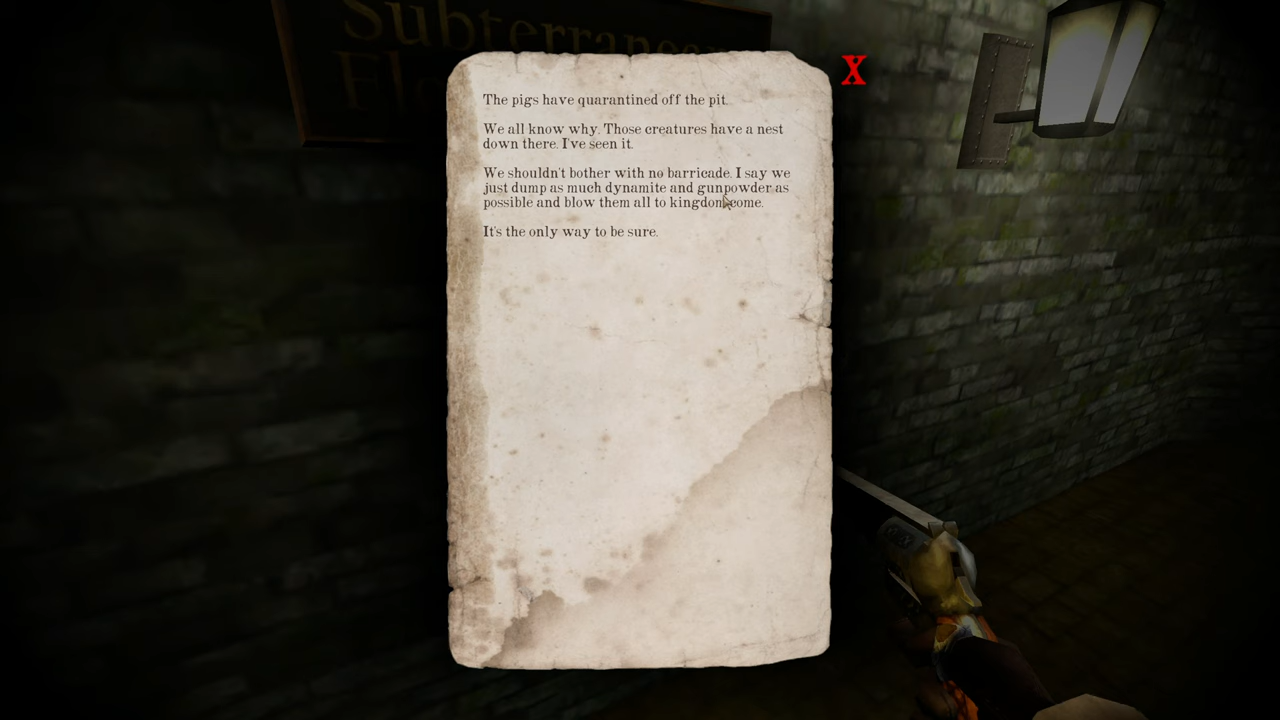 Subterranean
The pigs have quarantined off the pit.
We all know why. Those creatures have a nest
down there. I've seen it.
We shouldn't bother with no barricade. I say we
just dump as much dynamite and gunpowder as
possible and blow them all to kingdom come.
It's the only way to be sure.
X